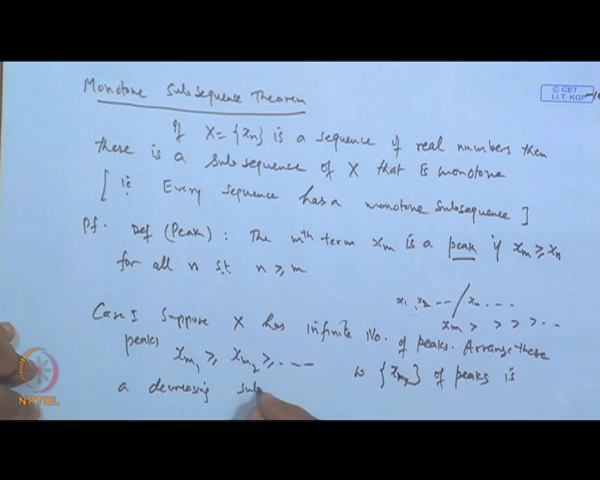 © CET
I.I.T. KGP
Monotone Subsequence Theorem
If X = {xn} is a sequence of real numbers then
there is a subsequence of X that is monotone
[ ie. Every sequence has a monotone subsequence ]
Pf. Def (Peak) : The mth term xm is a peak if xm ≥ xn
for all n s.t. n ≥ m
x1, x2 --- / xn ...
xm > > > > ...
Case I Suppose X has infinite No. of peaks. Arrange these
peaks xm1 ≥ xm2 ≥ .--- {xmk} of peaks is
a decreasing sub
NPTEL